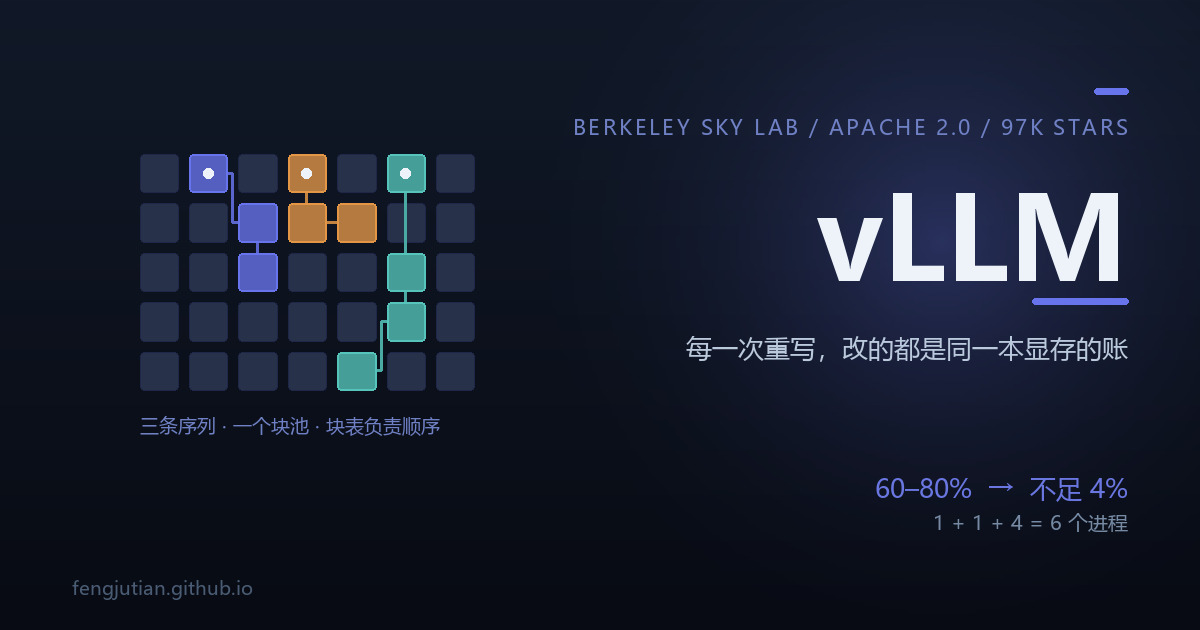 BERKELEY SKY LAB / APACHE 2.0 / 97K STARS
vLLM
每一次重写，改的都是同一本显存的账
三条序列 · 一个块池 · 块表负责顺序
60–80% → 不足 4%
1 + 1 + 4 = 6 个进程
fengjutian.github.io